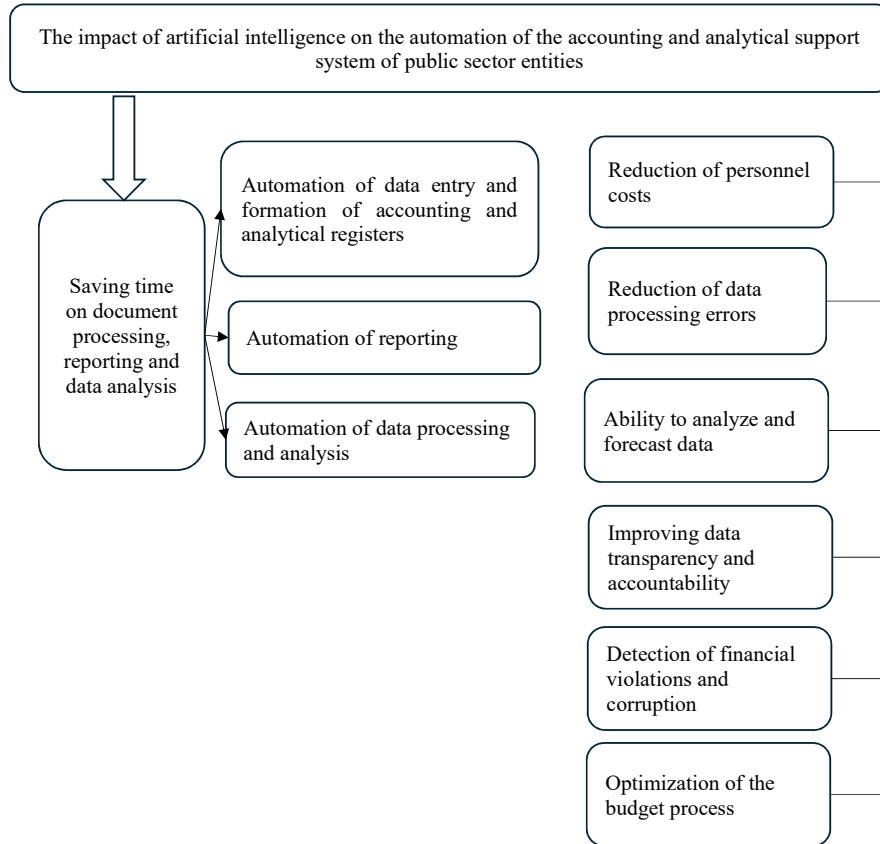 The impact of artificial intelligence on the automation of the accounting and analytical support
system of public sector entities
Saving time
on document
processing,
reporting and
data analysis
Automation of data entry and
formation of accounting and
analytical registers
Automation of reporting
Automation of data processing
and analysis
Reduction of personnel
costs
Reduction of data
processing errors
Ability to analyze and
forecast data
Improving data
transparency and
accountability
Detection of financial
violations and
corruption
Optimization of the
budget process